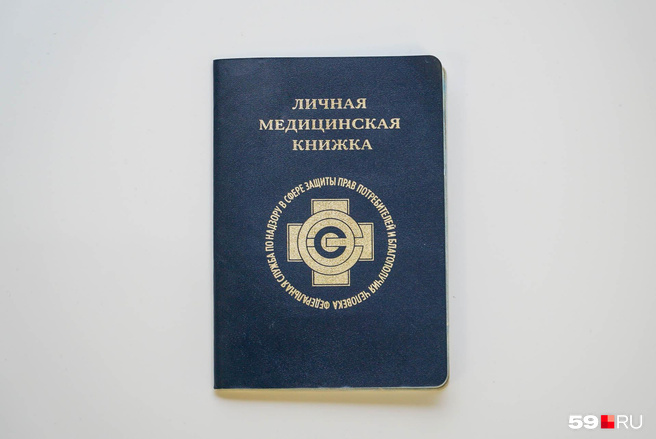 ЛИЧНАЯ
МЕДИЦИНСКАЯ
КНИЖКА
ФЕДЕРАЛЬНАЯ СЛУЖБА ПО НАДЗОРУ В СФЕРЕ ЗАЩИТЫ ПРАВ ПОТРЕБИТЕЛЕЙ И БЛАГОПОЛУЧИЯ ЧЕЛОВЕКА
59.RU